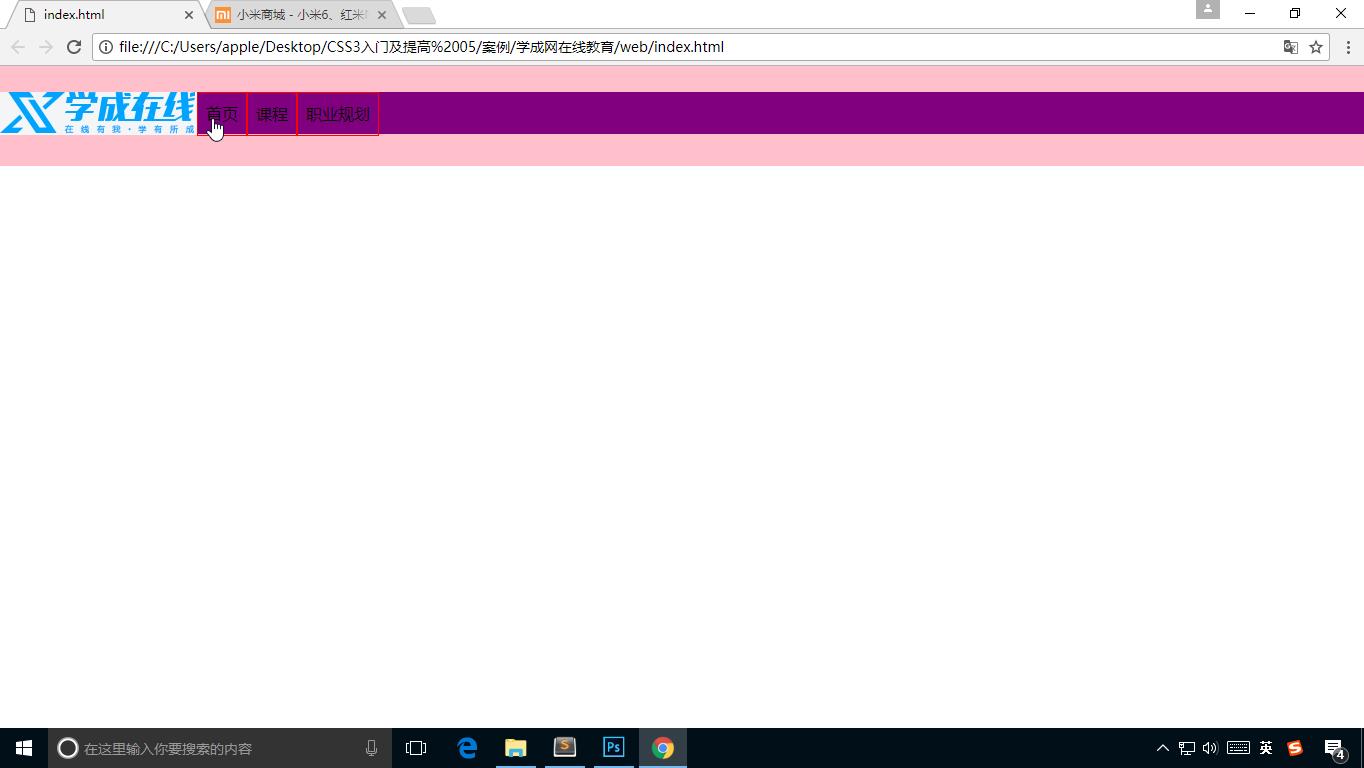 index.html
小米商城 - 小米6、红米
file:///C:/Users/apple/Desktop/CSS3入门及提高%2005/案例/学成网在线教育/web/index.html
学成在线
在线有我·学有所成
首页
课程
职业规划
在这里输入你要搜索的内容
S
Ps
英
S
4